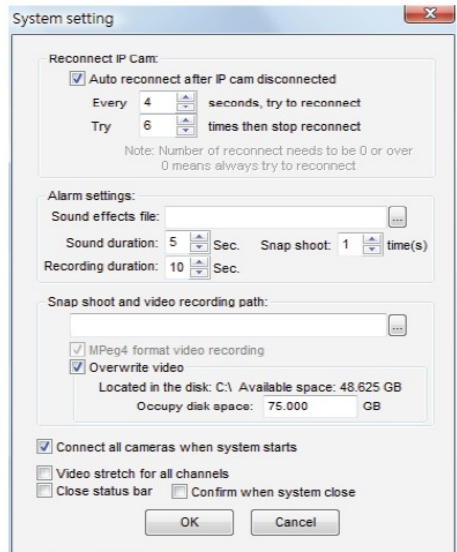 System setting
Reconnect IP Cam:
Auto reconnect after IP cam disconnected
Every 4 seconds, try to reconnect
Try 6 times then stop reconnect
Note: Number of reconnect needs to be 0 or over
0 means always try to reconnect
Alarm settings:
Sound effects file: ...
Sound duration: 5 Sec. Snap shoot: 1 time(s)
Recording duration: 10 Sec.
Snap shoot and video recording path:
...
MPeg4 format video recording
Overwrite video
Located in the disk: C:\ Available space: 48.625 GB
Occupy disk space: 75.000 GB
Connect all cameras when system starts
Video stretch for all channels
Close status bar Confirm when system close
OK Cancel